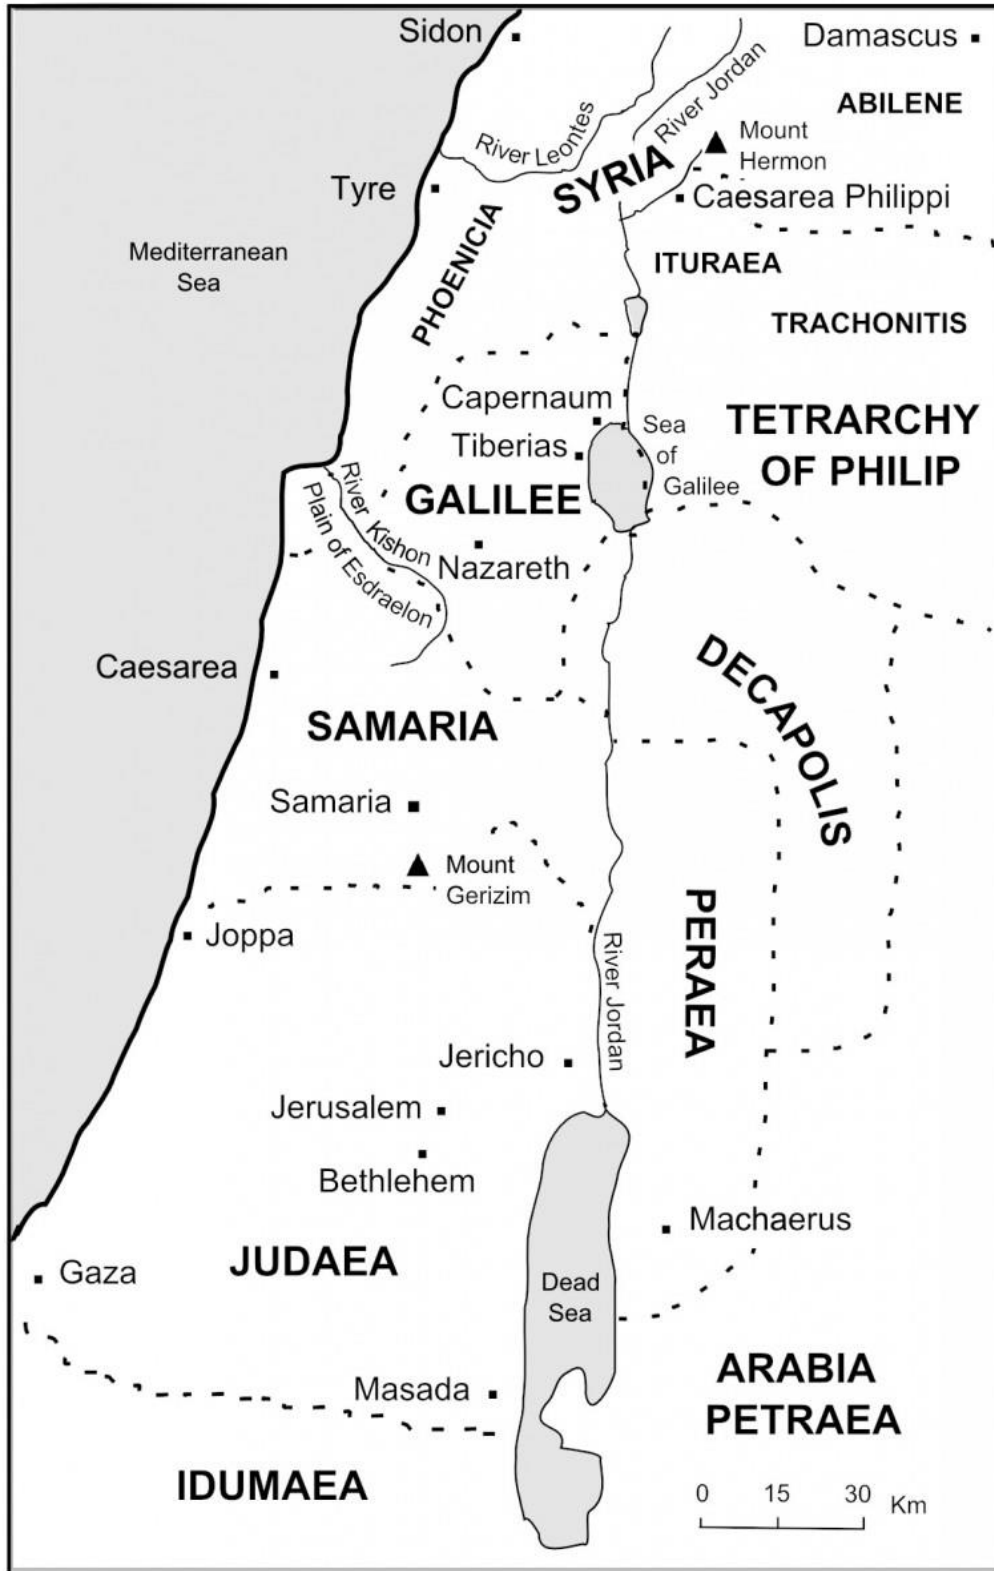 Sidon
Damascus
River Jordan
ABILENE
River Leontes
Mount
Hermon
SYRIA
Tyre
Caesarea Philippi
PHOENICIA
Mediterranean
Sea
ITURAEA
TRACHONITIS
Capernaum
TETRARCHY
OF PHILIP
Sea
of
Galilee
Tiberias
GALILEE
River Kishon
Plain of Esdraelon
Nazareth
Caesarea
DECAPOLIS
SAMARIA
Samaria
Mount
Gerizim
Joppa
PERAEA
River Jordan
Jericho
Jerusalem
Bethlehem
Machaerus
JUDAEA
Gaza
Dead
Sea
Masada
ARABIA
PETRAEA
IDUMAEA
0 15 30 Km